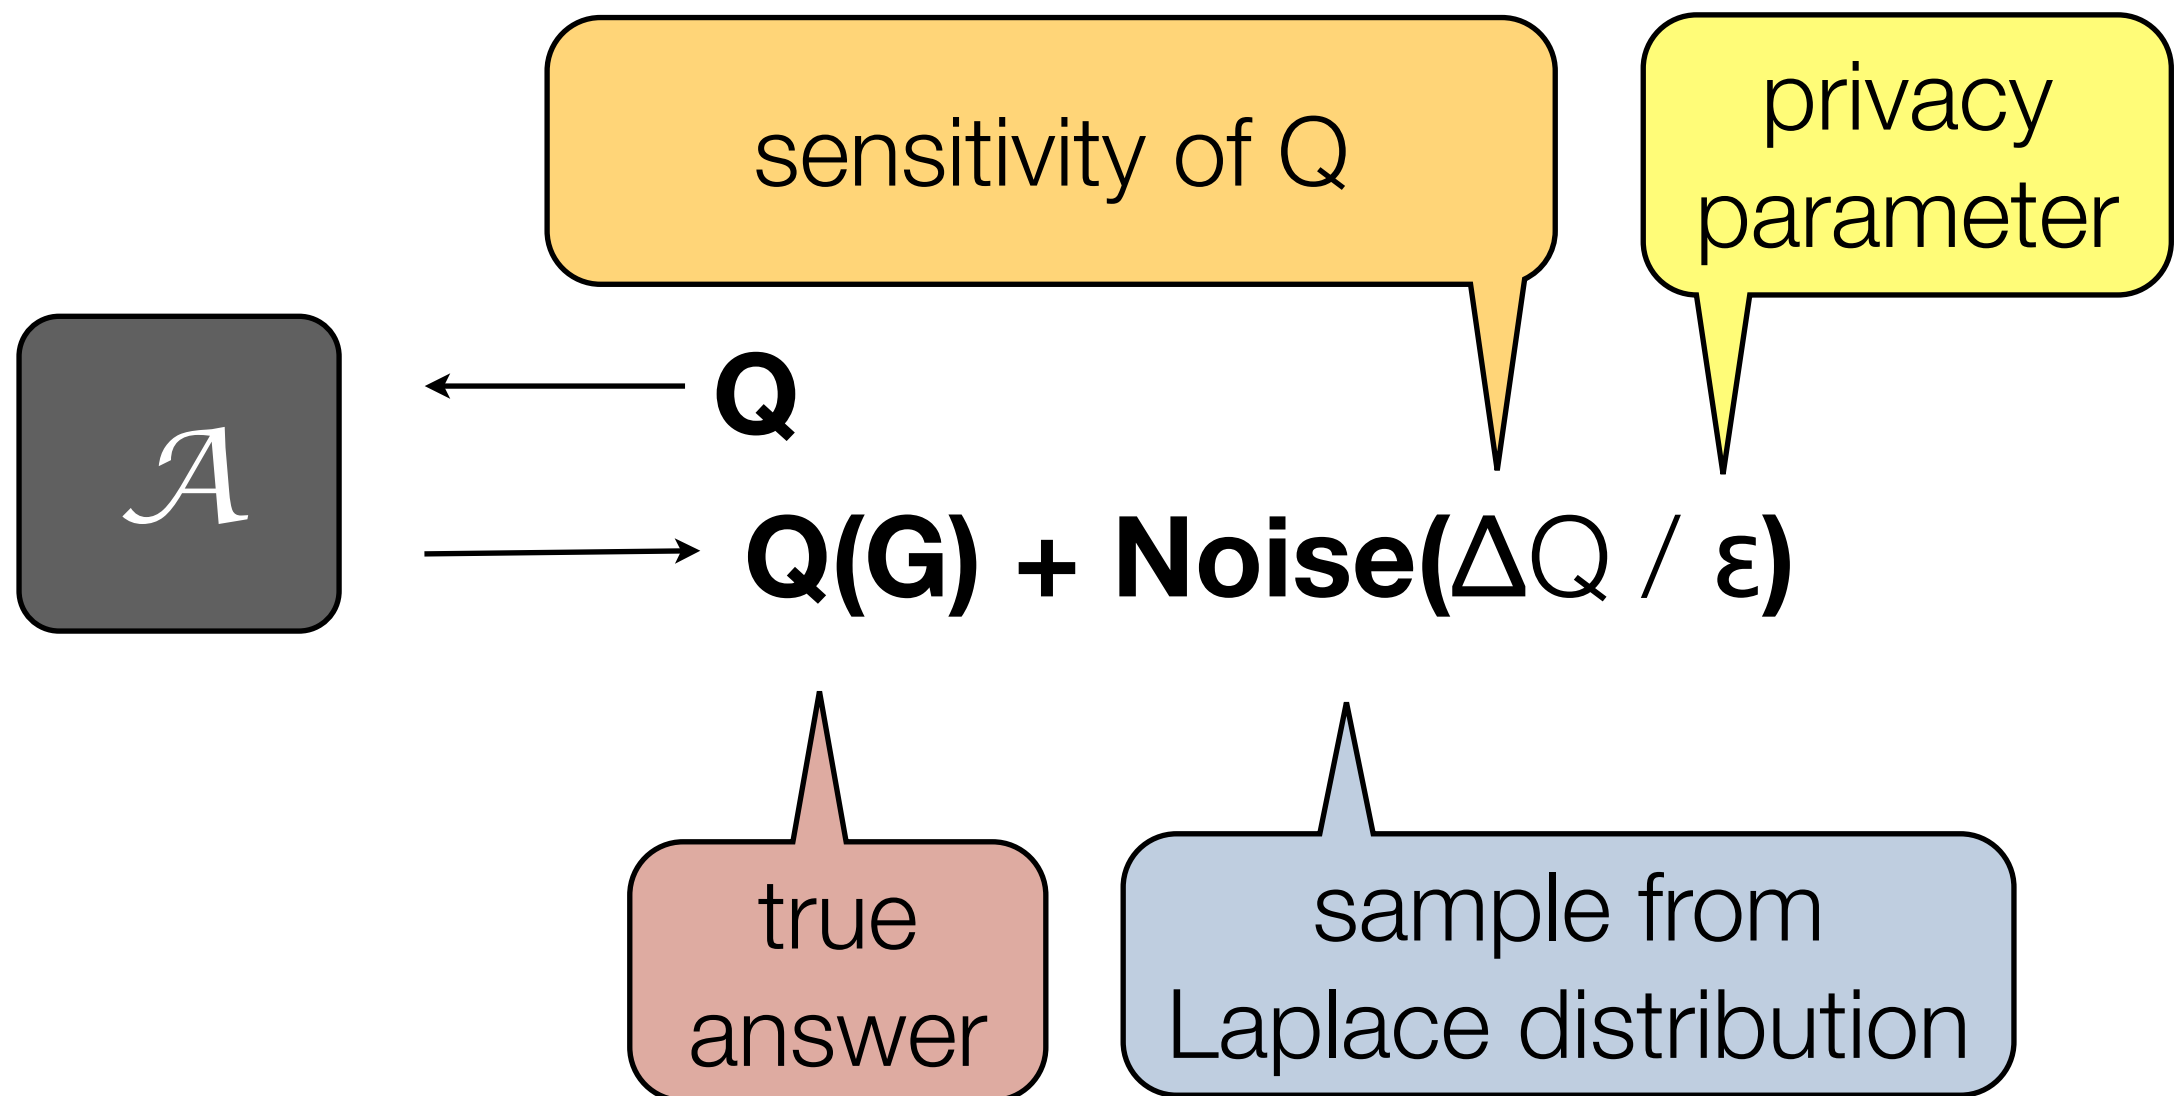 sensitivity of Q
privacy
parameter
𝒜
Q
Q(G) + Noise(ΔQ / ε)
true
answer
sample from
Laplace distribution